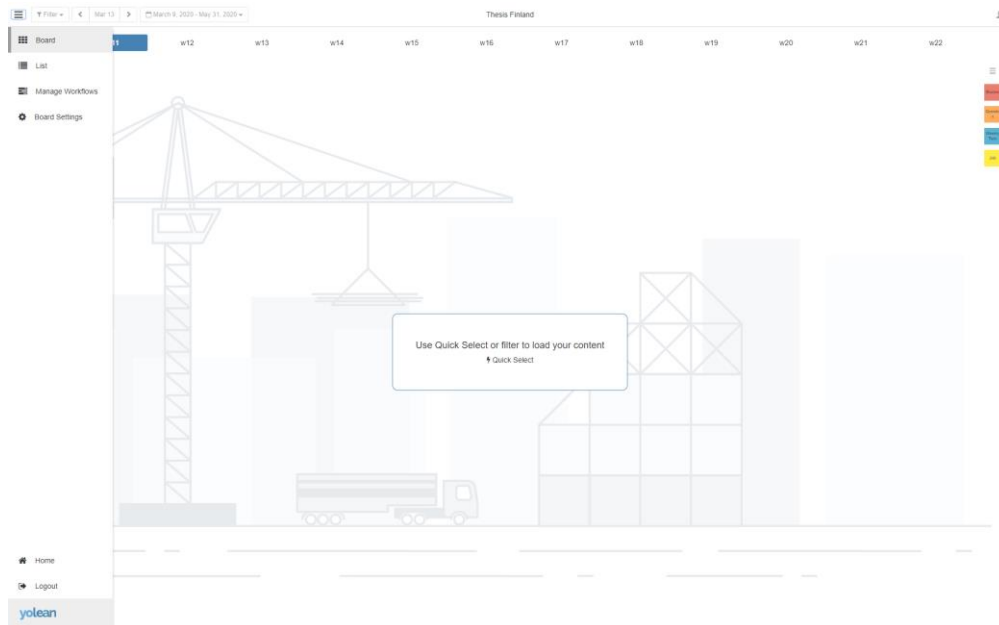 Filter
Mar 13
March 9, 2020 - May 31, 2020
Thesis Finland
Board
11
w12
w13
w14
w15
w16
w17
w18
w19
w20
w21
w22
List
Manage Workflows
Board Settings
Use Quick Select or filter to load your content
Quick Select
Home
Logout
yolean